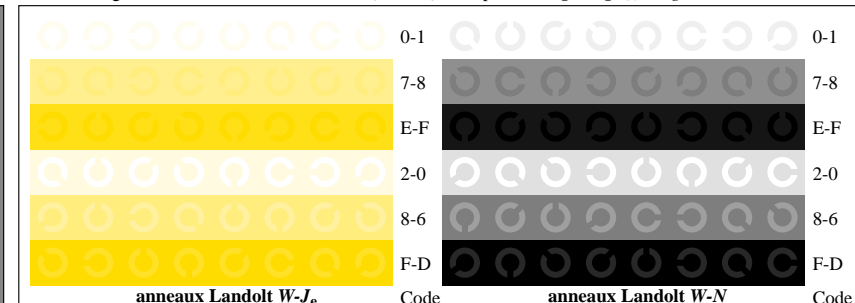 0-1 0-1
7-8 7-8
E-F E-F
2-0 2-0
8-6 8-6
F-D F-D
anneaux Landolt W-Je Code anneaux Landolt W-N Code